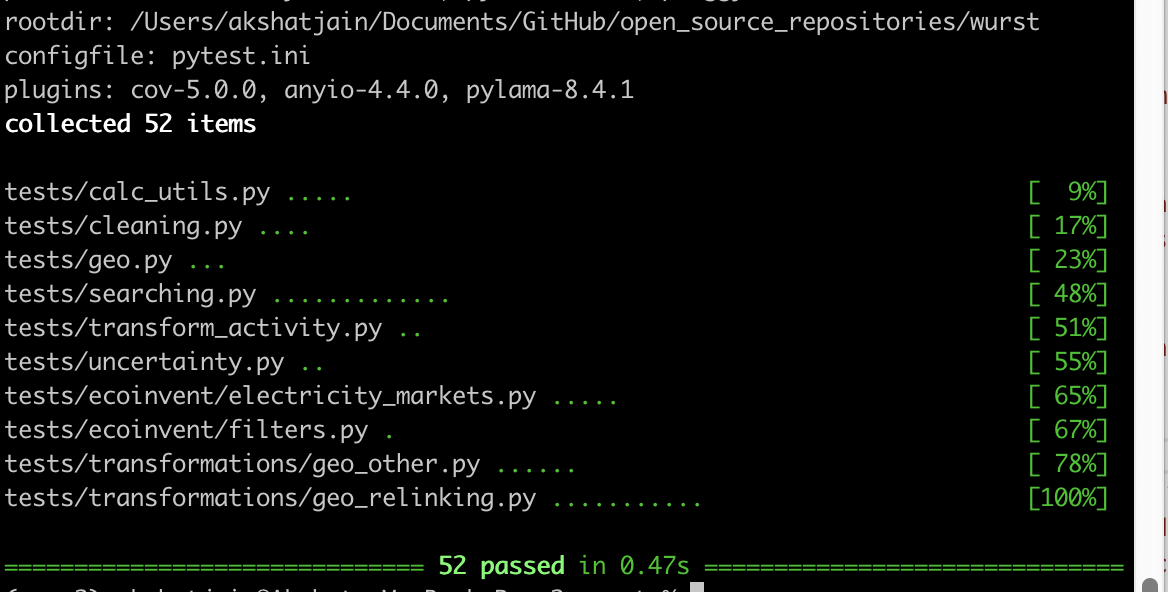 rootdir: /Users/akshatjain/Documents/GitHub/open_source_repositories/wurst
configfile: pytest.ini
plugins: cov-5.0.0, anyio-4.4.0, pylama-8.4.1
collected 52 items
tests/calc_utils.py ..... [  9%]
tests/cleaning.py .... [ 17%]
tests/geo.py ... [ 23%]
tests/searching.py ............. [ 48%]
tests/transform_activity.py .. [ 51%]
tests/uncertainty.py .. [ 55%]
tests/ecoinvent/electricity_markets.py ..... [ 65%]
tests/ecoinvent/filters.py . [ 67%]
tests/transformations/geo_other.py ...... [ 78%]
tests/transformations/geo_relinking.py ........... [100%]
============================== 52 passed in 0.47s ==============================